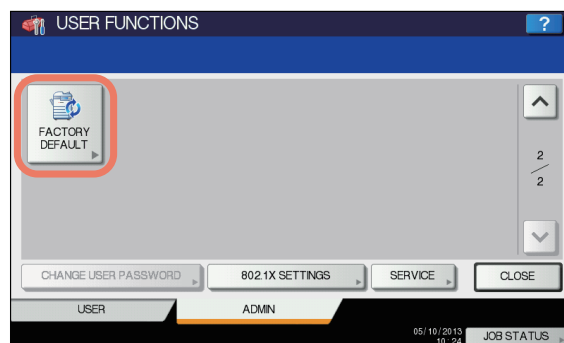 USER FUNCTIONS
?
FACTORY
DEFAULT
2
2
CHANGE USER PASSWORD
802.1X SETTINGS
SERVICE
CLOSE
USER
ADMIN
05/10/2013
10:24
JOB STATUS